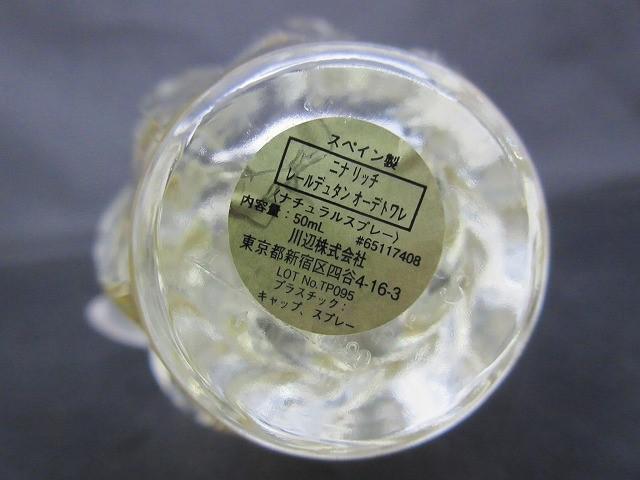 スペイン製
ニナ リッチ
レールデュタン オーデトワレ
〈ナチュラルスプレー〉
内容量：50mL #65117408
川辺株式会社
東京都新宿区四谷4-16-3
LOT No.TP095
プラスチック：
キャップ、スプレー